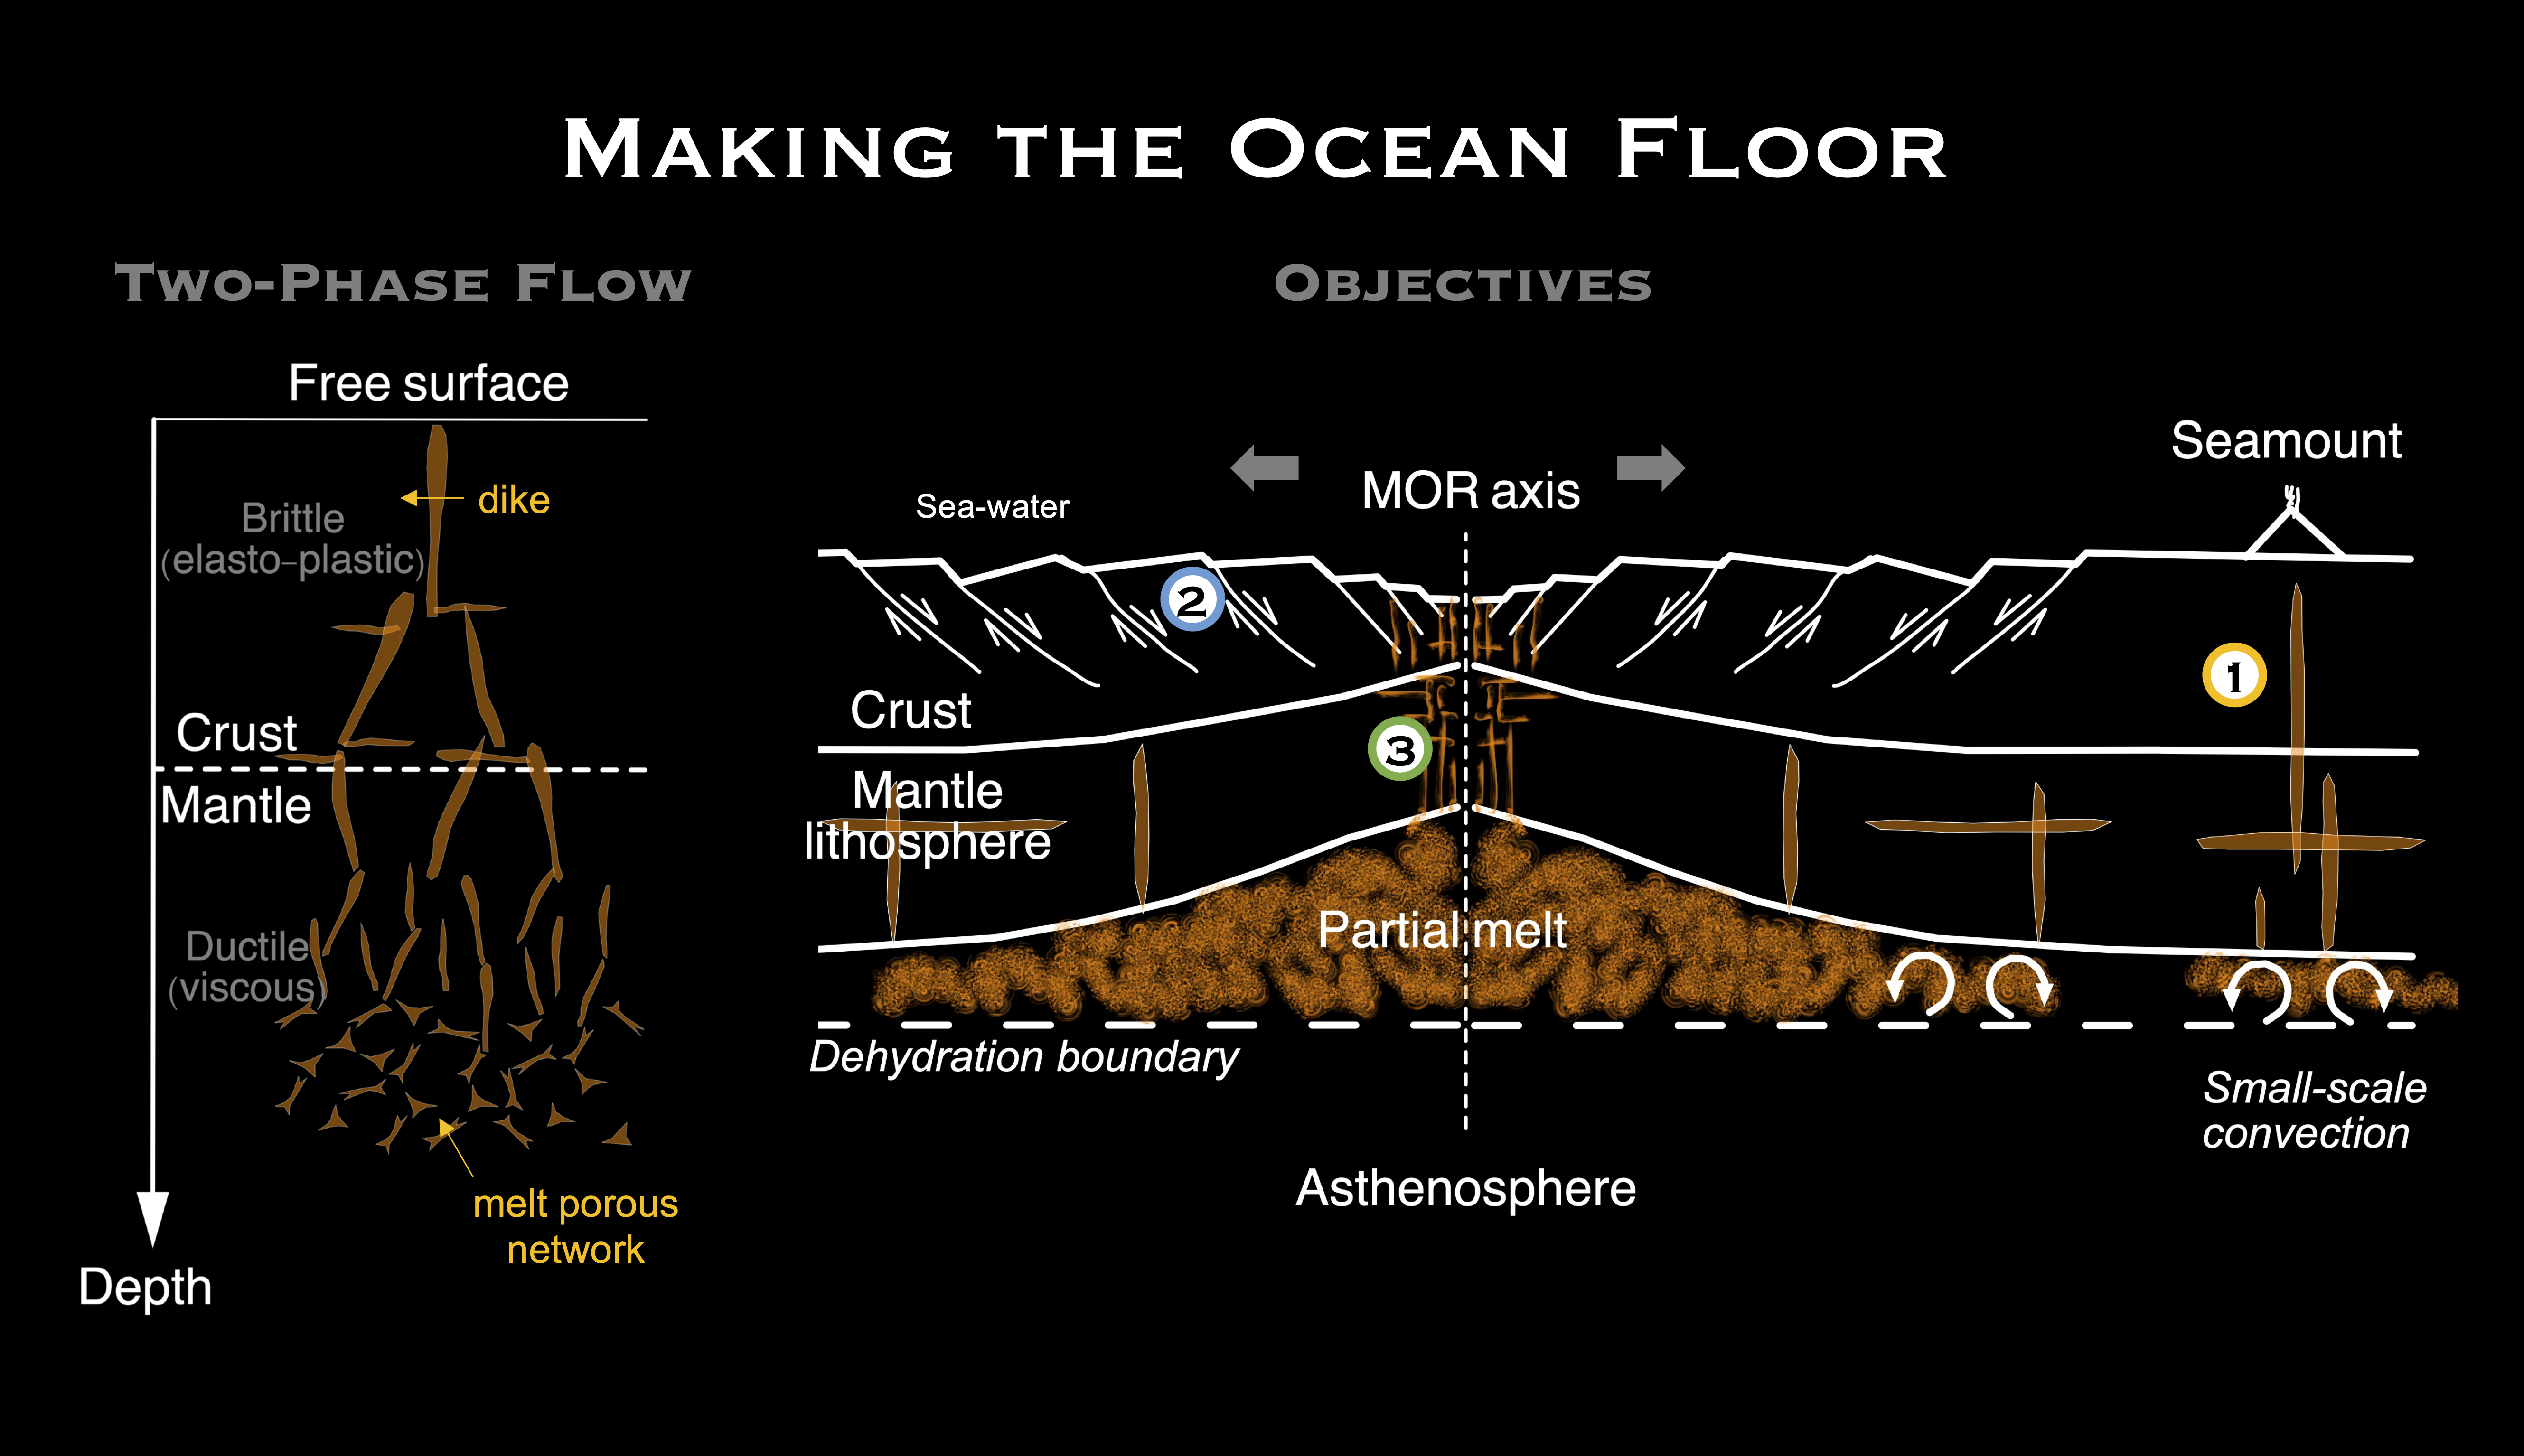 MAKING THE OCEAN FLOOR
TWO-PHASE FLOW
Free surface
dike
Brittle
(elasto-plastic)
Crust
Mantle
Ductile
(viscous)
melt porous
network
Depth
OBJECTIVES
Seamount
MOR axis
Sea-water
2
1
Crust
3
Mantle
lithosphere
Partial melt
Dehydration boundary
Small-scale
convection
Asthenosphere